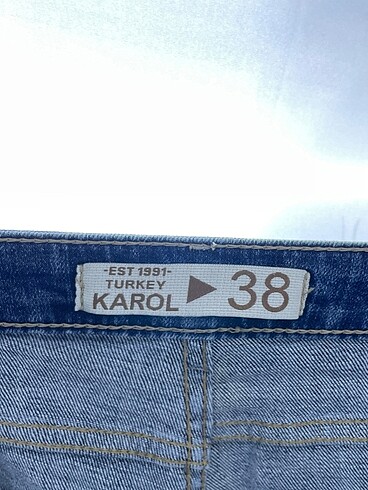 -EST 1991-
TURKEY
KAROL ▶ 38